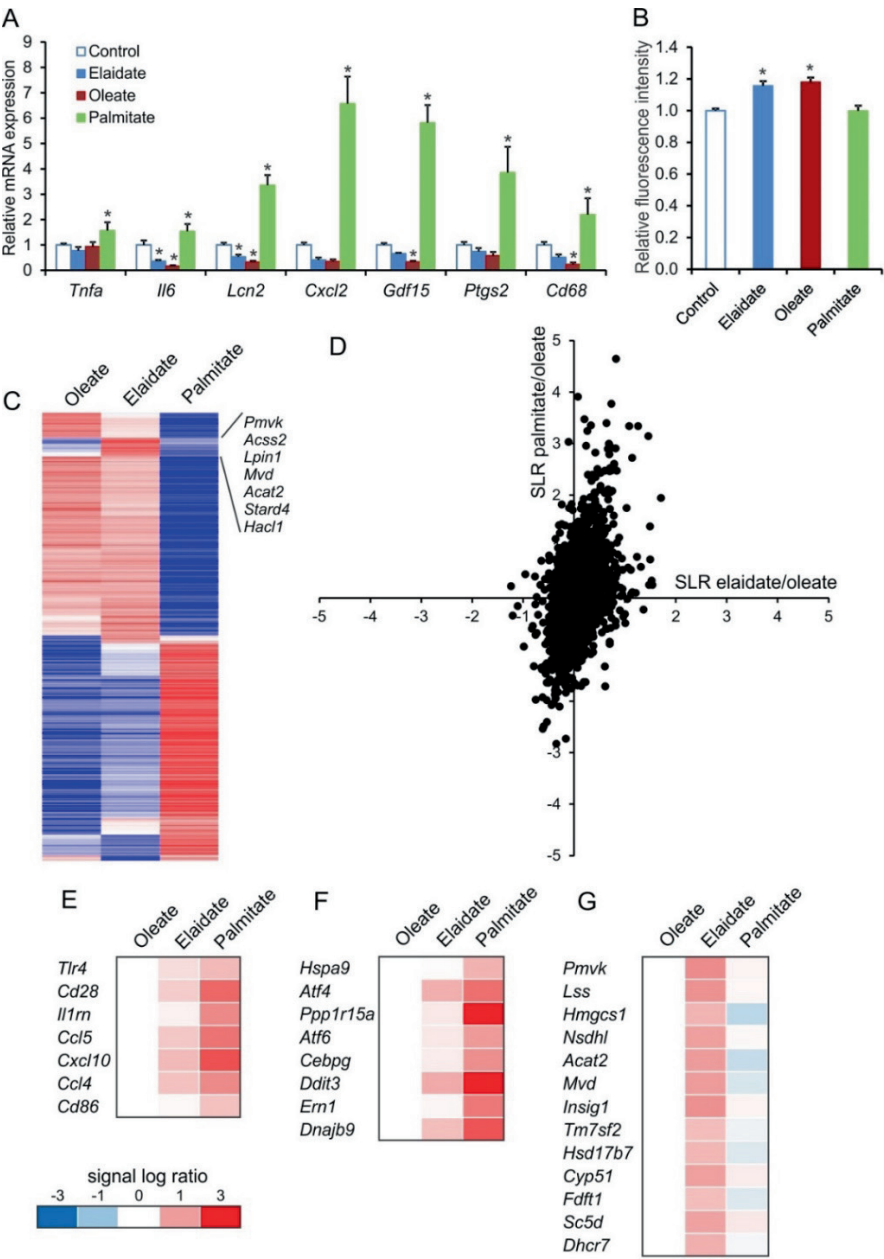 A
Relative mRNA expression
9
8
7
6
5
4
3
2
1
0
Control
Elaidate
Oleate
Palmitate
* * * * * * * * * * * * *
Tnfa Il6 Lcn2 Cxcl2 Gdf15 Ptgs2 Cd68
B
Relative fluorescence intensity
1.4
1.2
1.0
0.8
0.6
0.4
0.2
0.0
* *
Control Elaidate Oleate Palmitate
C
Oleate Elaidate Palmitate
Pmvk
Acss2
Lpin1
Mvd
Acat2
Stard4
Hacl1
D
SLR palmitate/oleate
5
4
3
2
SLR elaidate/oleate
-5 -4 -3 -2 -1 2 3 4 5
-3
-4
-5
E
Oleate Elaidate Palmitate
Tlr4
Cd28
Il1rn
Ccl5
Cxcl10
Ccl4
Cd86
signal log ratio
-3 -1 0 1 3
F
Oleate Elaidate Palmitate
Hspa9
Atf4
Ppp1r15a
Atf6
Cebpg
Ddit3
Ern1
Dnajb9
G
Oleate Elaidate Palmitate
Pmvk
Lss
Hmgcs1
Nsdhl
Acat2
Mvd
Insig1
Tm7sf2
Hsd17b7
Cyp51
Fdft1
Sc5d
Dhcr7